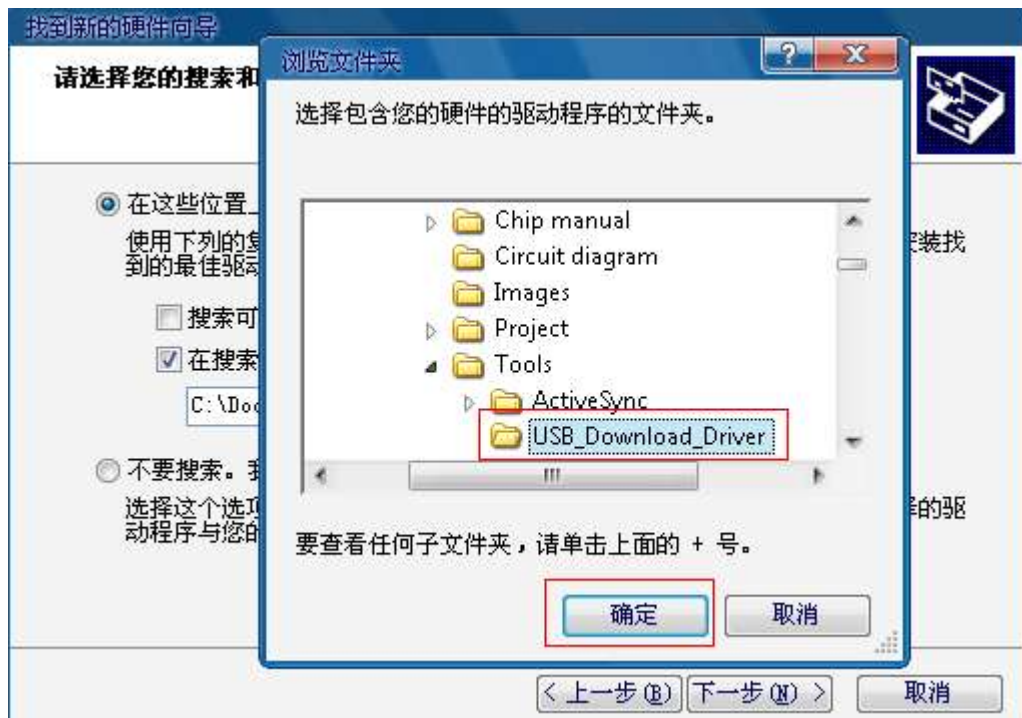 找到新的硬件向导
请选择您的搜索和
浏览文件夹
选择包含您的硬件的驱动程序的文件夹。
在这些位置
使用下列的
安装找
到的最佳驱
搜索可
在搜索
C:\Doc
Chip manual
Circuit diagram
Images
Project
Tools
ActiveSync
USB_Download_Driver
不要搜索。
选择这个选
的驱
动程序与您的
要查看任何子文件夹，请单击上面的 + 号。
确定
取消
< 上一步(B)
下一步(N) >
取消